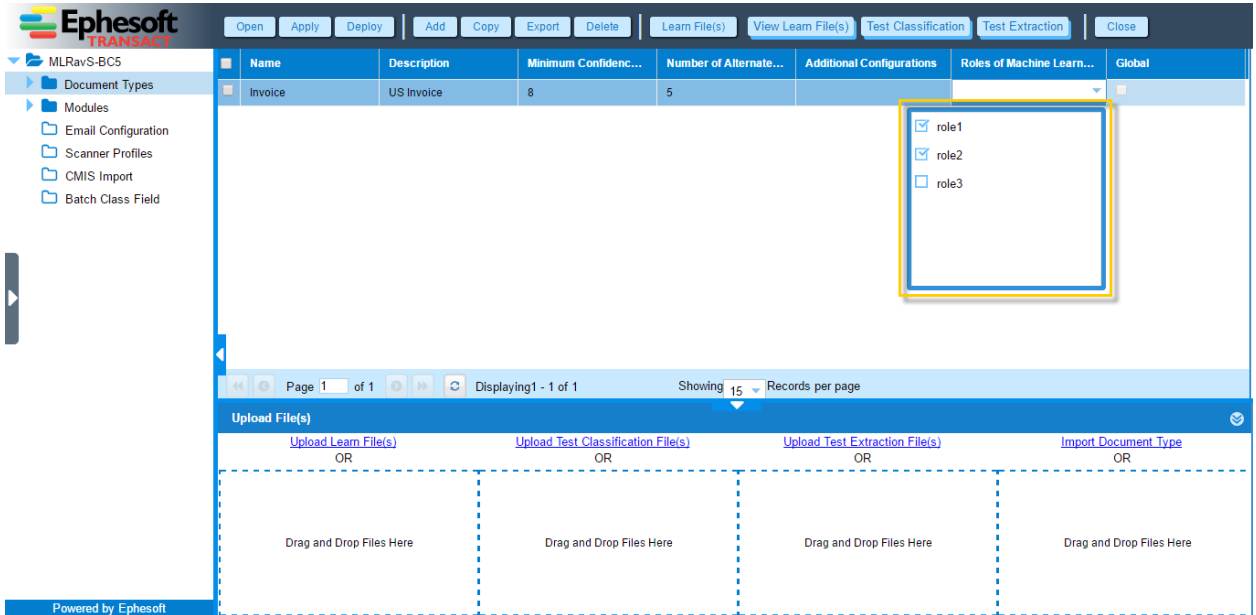 Ephesoft
TRANSACT
Open Apply Deploy Add Copy Export Delete Learn File(s) View Learn File(s) Test Classification Test Extraction Close
MLRavS-BC5
Document Types
Modules
Email Configuration
Scanner Profiles
CMIS Import
Batch Class Field
Name Description Minimum Confidenc... Number of Alternate... Additional Configurations Roles of Machine Learn... Global
Invoice US Invoice 8 5
role1
role2
role3
Page 1 of 1 Displaying1 - 1 of 1 Showing 15 Records per page
Upload File(s)
Upload Learn File(s) Upload Test Classification File(s) Upload Test Extraction File(s) Import Document Type
OR OR OR OR
Drag and Drop Files Here Drag and Drop Files Here Drag and Drop Files Here Drag and Drop Files Here
Powered by Ephesoft